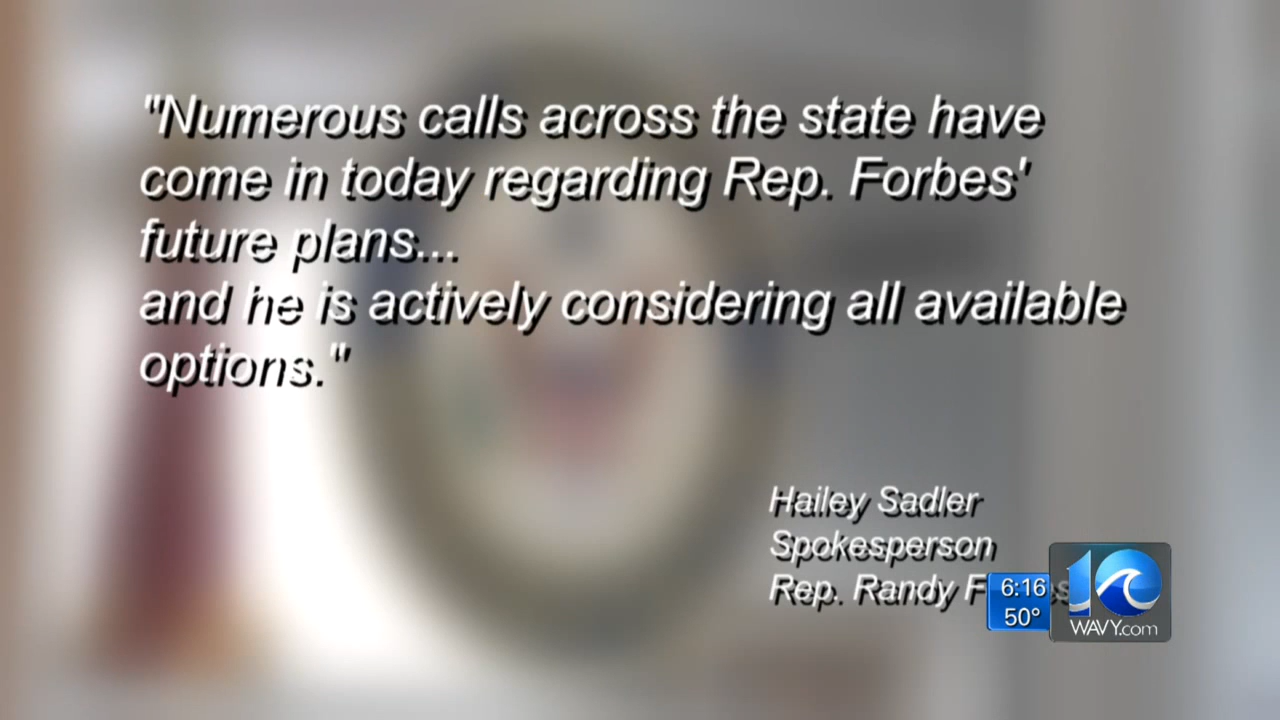 "Numerous calls across the state have
come in today regarding Rep. Forbes'
future plans...
and he is actively considering all available
options."
Hailey Sadler
Spokesperson
Rep. Randy
6:16
50°
10
WAVY.com